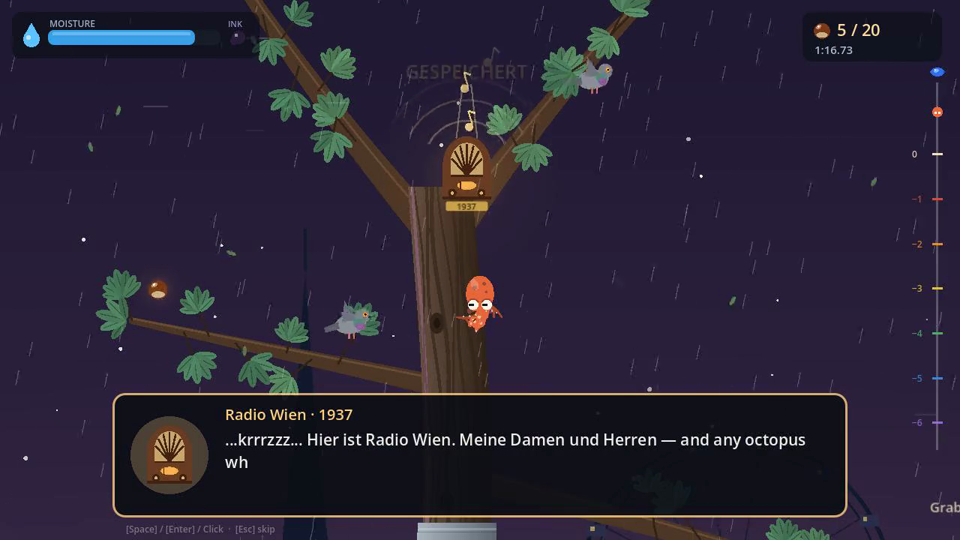 MOISTURE
INK
5 / 20
1:16.73
GESPEICHERT
1937
0
−1
−2
−3
−4
−5
−6
Radio Wien · 1937
...krrrzzz... Hier ist Radio Wien. Meine Damen und Herren — and any octopus
wh
Grab
[Space] / [Enter] / Click · [Esc] skip